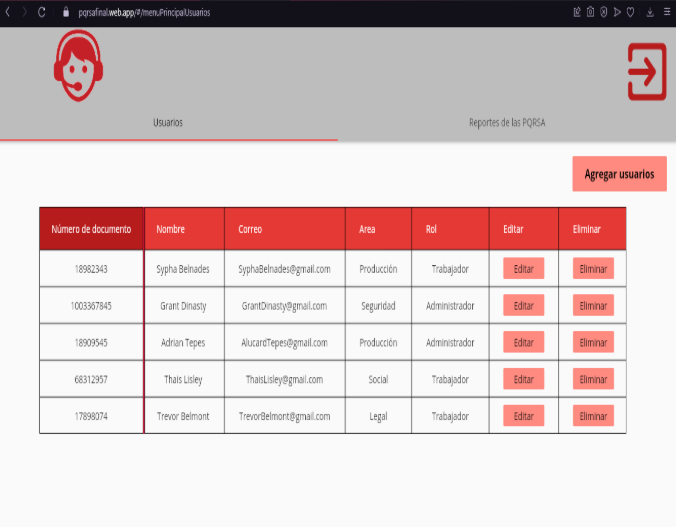 pqrsafinal.web.app/#/menuPrincipalUsuarios
Usuarios Reportes de las PQRSA
Agregar usuarios
Número de documento Nombre Correo Area Rol Editar Eliminar
18982343 Sypha Belnades SyphaBelnades@gmail.com Producción Trabajador Editar Eliminar
1003367845 Grant Dinasty GrantDinasty@gmail.com Seguridad Administrador Editar Eliminar
18909545 Adrian Tepes AlucardTepes@gmail.com Producción Administrador Editar Eliminar
68312957 Thais Lisley ThaisLisley@gmail.com Social Trabajador Editar Eliminar
17898074 Trevor Belmont TrevorBelmont@gmail.com Legal Trabajador Editar Eliminar